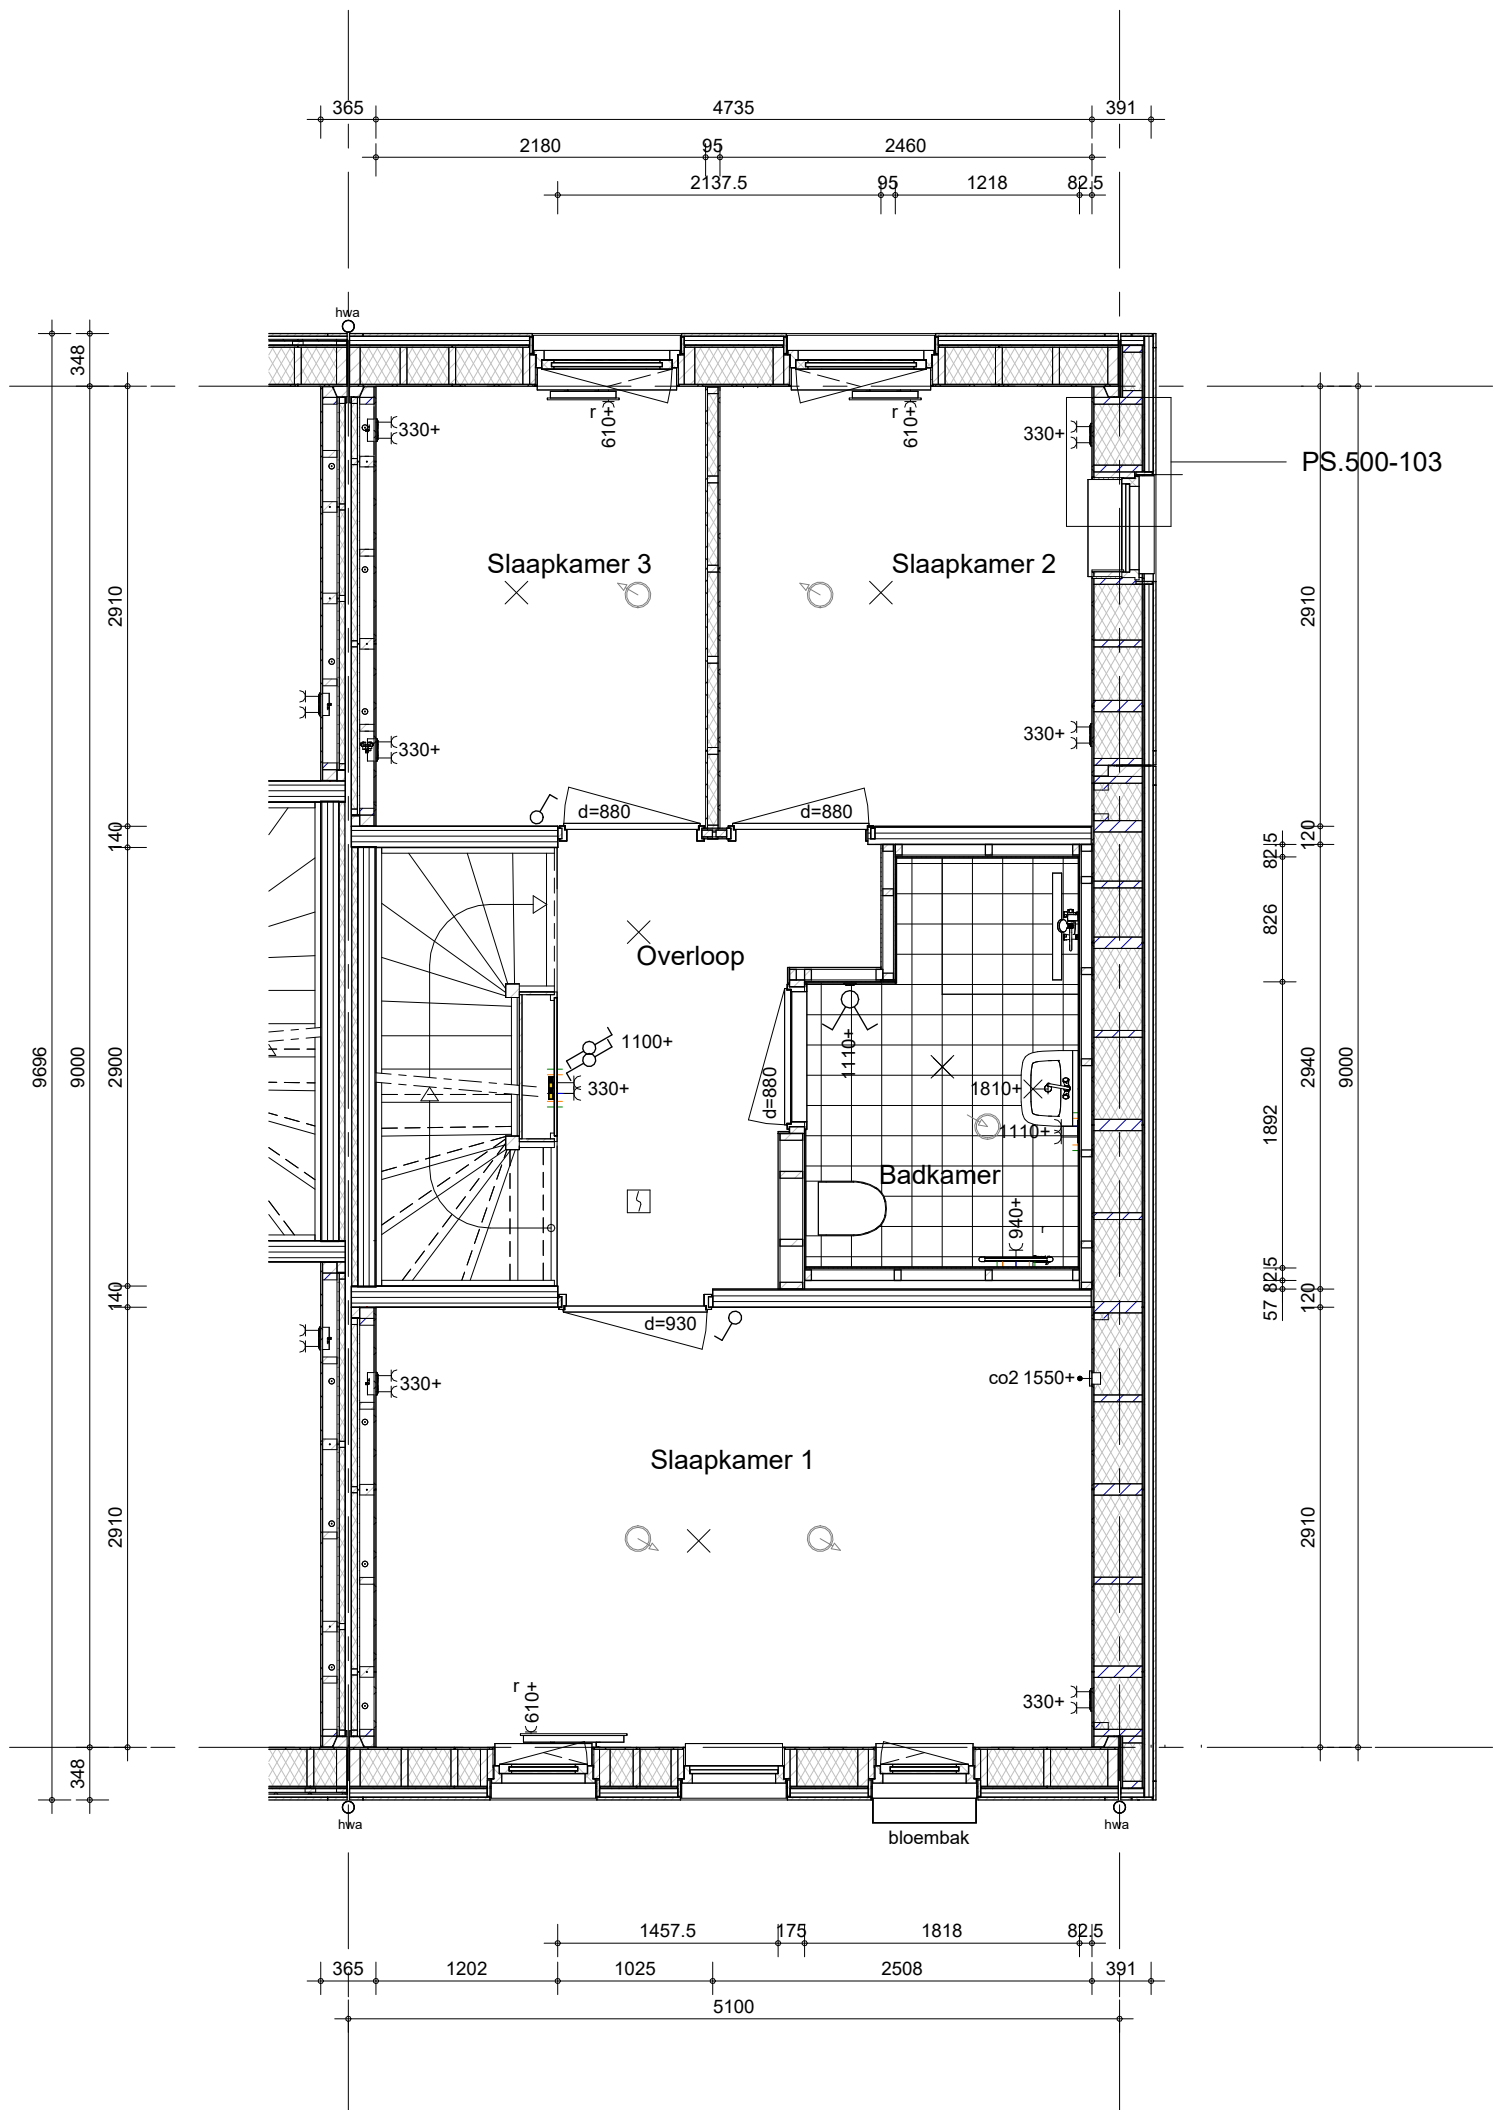 365 4735 391
2180 95 2460
2137.5 95 1218 82.5
hwa
348
r 610+
r 610+
330+
330+
PS.500-103
Slaapkamer 3
Slaapkamer 2
2910
2910
330+
330+
d=880
d=880
140
120
82.5
826
Overloop
9696
9000
2900
1100+
330+
1110+
d=880
1810+
1110+
2940
9000
1892
Badkamer
940+
140
82.5
57
120
d=930
330+
co2 1550+
Slaapkamer 1
2910
2910
r 610+
330+
348
hwa
hwa
bloembak
1457.5 175 1818 82.5
365 1202 1025 2508 391
5100